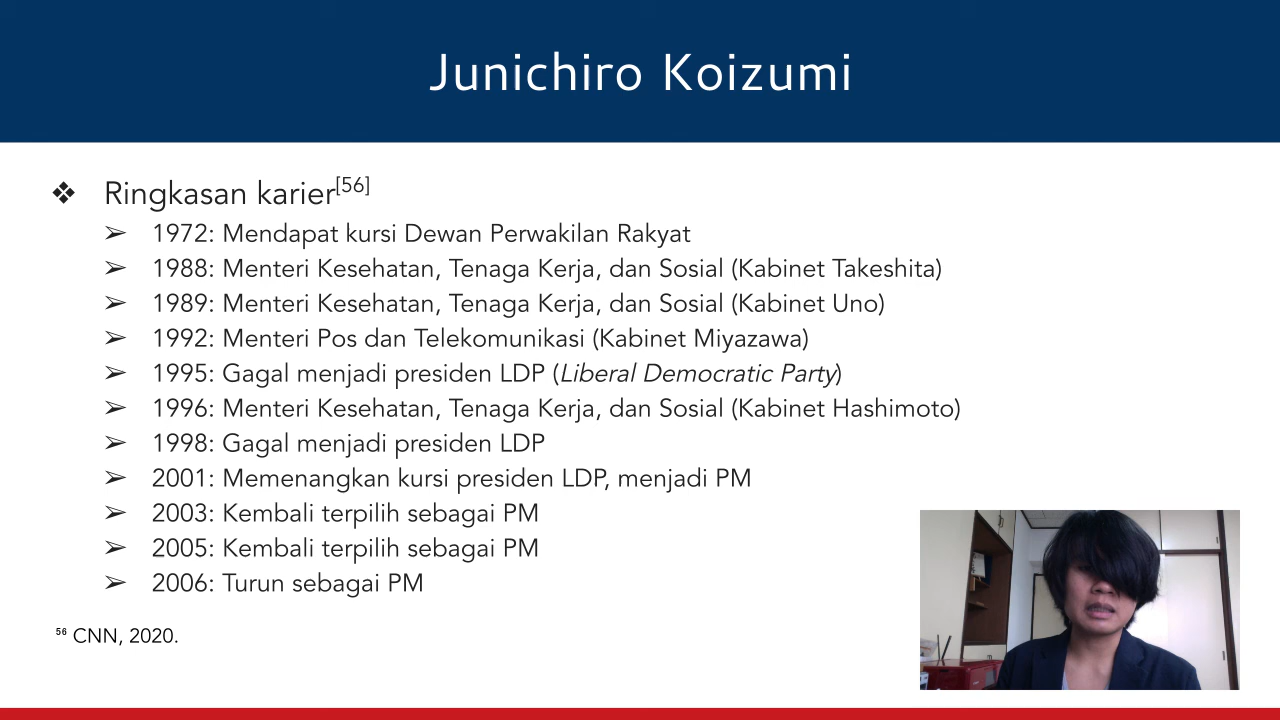 Junichiro Koizumi
❖ Ringkasan karier[56]
➢ 1972: Mendapat kursi Dewan Perwakilan Rakyat
➢ 1988: Menteri Kesehatan, Tenaga Kerja, dan Sosial (Kabinet Takeshita)
➢ 1989: Menteri Kesehatan, Tenaga Kerja, dan Sosial (Kabinet Uno)
➢ 1992: Menteri Pos dan Telekomunikasi (Kabinet Miyazawa)
➢ 1995: Gagal menjadi presiden LDP (Liberal Democratic Party)
➢ 1996: Menteri Kesehatan, Tenaga Kerja, dan Sosial (Kabinet Hashimoto)
➢ 1998: Gagal menjadi presiden LDP
➢ 2001: Memenangkan kursi presiden LDP, menjadi PM
➢ 2003: Kembali terpilih sebagai PM
➢ 2005: Kembali terpilih sebagai PM
➢ 2006: Turun sebagai PM
56 CNN, 2020.